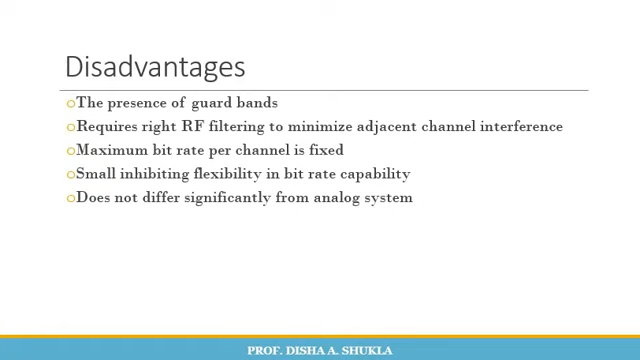 Disadvantages
The presence of guard bands
Requires right RF filtering to minimize adjacent channel interference
Maximum bit rate per channel is fixed
Small inhibiting flexibility in bit rate capability
Does not differ significantly from analog system
PROF. DISHA A. SHUKLA